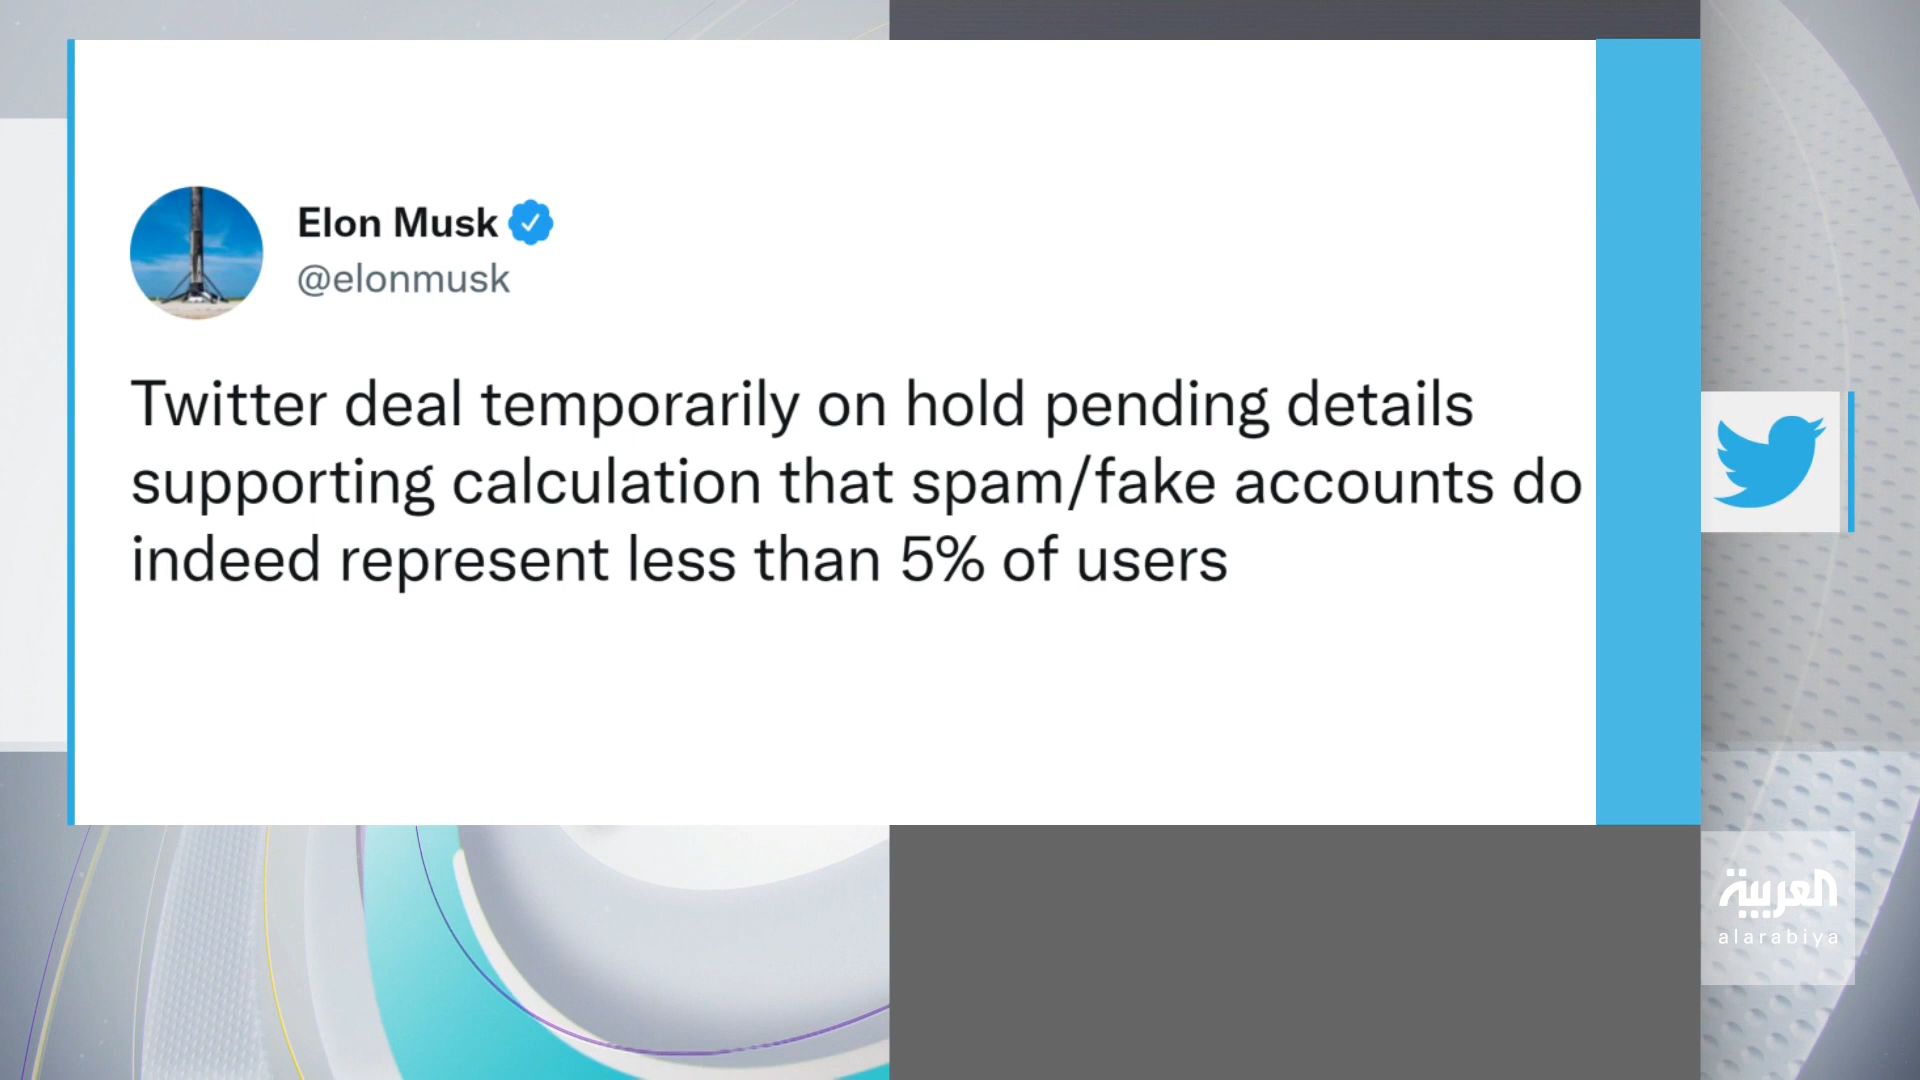 Elon Musk
@elonmusk
Twitter deal temporarily on hold pending details
supporting calculation that spam/fake accounts do
indeed represent less than 5% of users
العربية
alarabiya